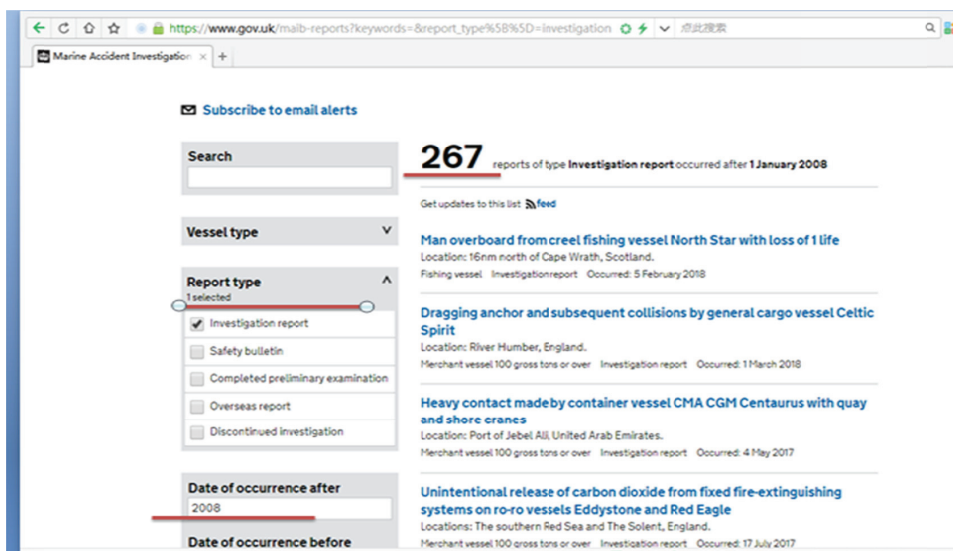 https://www.gov.uk/maib-reports?keywords=&report_type%5B%5D=investigation 点此搜索
Marine Accident Investigation × +
Subscribe to email alerts
Search
267 reports of type Investigation report occurred after 1 January 2008
Get updates to this list feed
Vessel type
Man overboard from creel fishing vessel North Star with loss of 1 life
Location: 16nm north of Cape Wrath, Scotland.
Fishing vessel Investigationreport Occurred: 5 February 2018
Report type
1 selected
Investigation report
Safety bulletin
Completed preliminary examination
Overseas report
Discontinued investigation
Dragging anchor and subsequent collisions by general cargo vessel Celtic
Spirit
Location: River Humber, England.
Merchant vessel 100 gross tons or over Investigation report Occurred: 1 March 2018
Heavy contact madeby container vessel CMA CGM Centaurus with quay
and shore cranes
Location: Port of Jebel Ali, United Arab Emirates.
Merchant vessel 100 gross tons or over Investigation report Occurred: 4 May 2017
Date of occurrence after
2008
Date of occurrence before
Unintentional release of carbon dioxide from fixed fire-extinguishing
systems on ro-ro vessels Eddystone and Red Eagle
Locations: The southern Red Sea and The Solent, England.
Merchant vessel 100 gross tons or over Investigation report Occurred: 17 July 2017